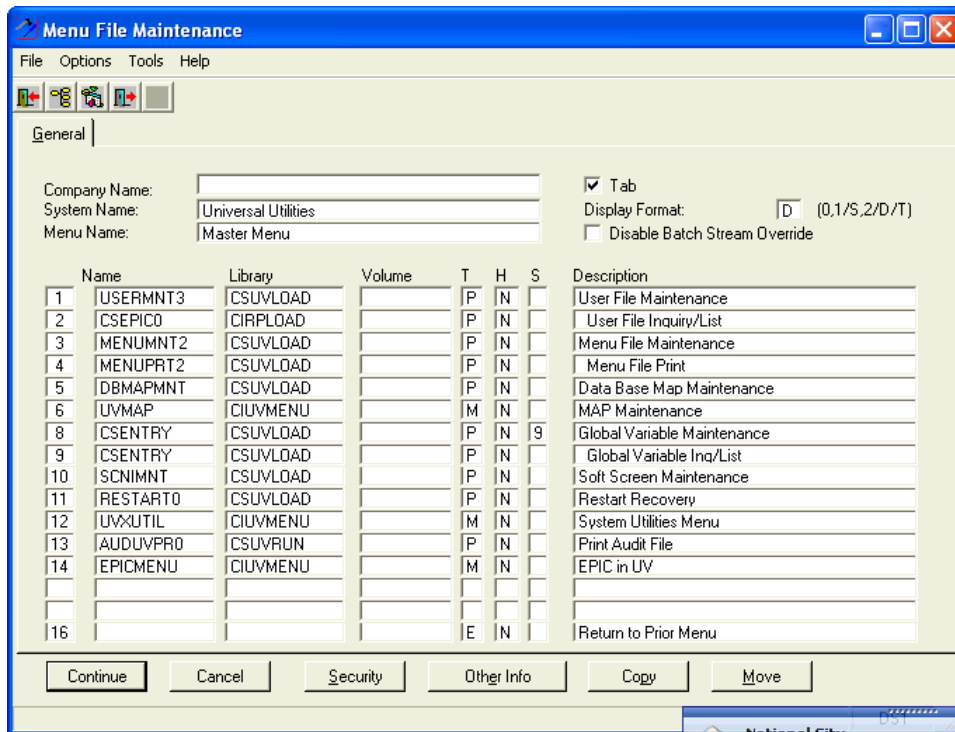 Menu File Maintenance
File Options Tools Help
General
Company Name:
System Name: Universal Utilities
Menu Name: Master Menu
Tab
Display Format: D (0,1/S,2/D/T)
Disable Batch Stream Override
Name Library Volume T H S Description
1 USERMNT3 CSUVLOAD P N User File Maintenance
2 CSEPIC0 CIRPLOAD P N User File Inquiry/List
3 MENUMNT2 CSUVLOAD P N Menu File Maintenance
4 MENUPRT2 CSUVLOAD P N Menu File Print
5 DBMAPMNT CSUVLOAD P N Data Base Map Maintenance
6 UVMAP CIUVMENU M N MAP Maintenance
8 CSENTRY CSUVLOAD P N 9 Global Variable Maintenance
9 CSENTRY CSUVLOAD P N Global Variable Inq/List
10 SCNIMNT CSUVLOAD P N Soft Screen Maintenance
11 RESTART0 CSUVLOAD P N Restart Recovery
12 UVXUTIL CIUVMENU M N System Utilities Menu
13 AUDUVPR0 CSUVRUN P N Print Audit File
14 EPICMENU CIUVMENU M N EPIC in UV
16 E N Return to Prior Menu
Continue Cancel Security Other Info Copy Move
DST
National City